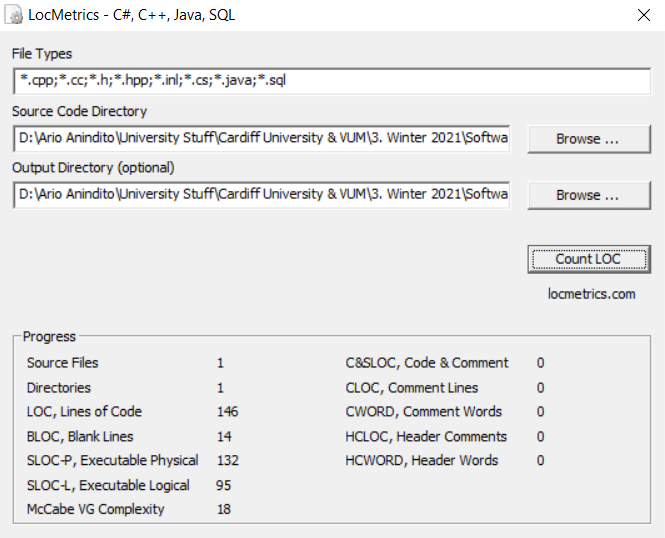 LocMetrics - C#, C++, Java, SQL
File Types
*.cpp;*.cc;*.h;*.hpp;*.inl;*.cs;*.java;*.sql
Source Code Directory
D:\Ario Anindito\University Stuff\Cardiff University & VUM\3. Winter 2021\Softwa
Browse ...
Output Directory (optional)
D:\Ario Anindito\University Stuff\Cardiff University & VUM\3. Winter 2021\Softwa
Browse ...
Count LOC
locmetrics.com
Progress
Source Files 1 C&SLOC, Code & Comment 0
Directories 1 CLOC, Comment Lines 0
LOC, Lines of Code 146 CWORD, Comment Words 0
BLOC, Blank Lines 14 HCLOC, Header Comments 0
SLOC-P, Executable Physical 132 HCWORD, Header Words 0
SLOC-L, Executable Logical 95
McCabe VG Complexity 18